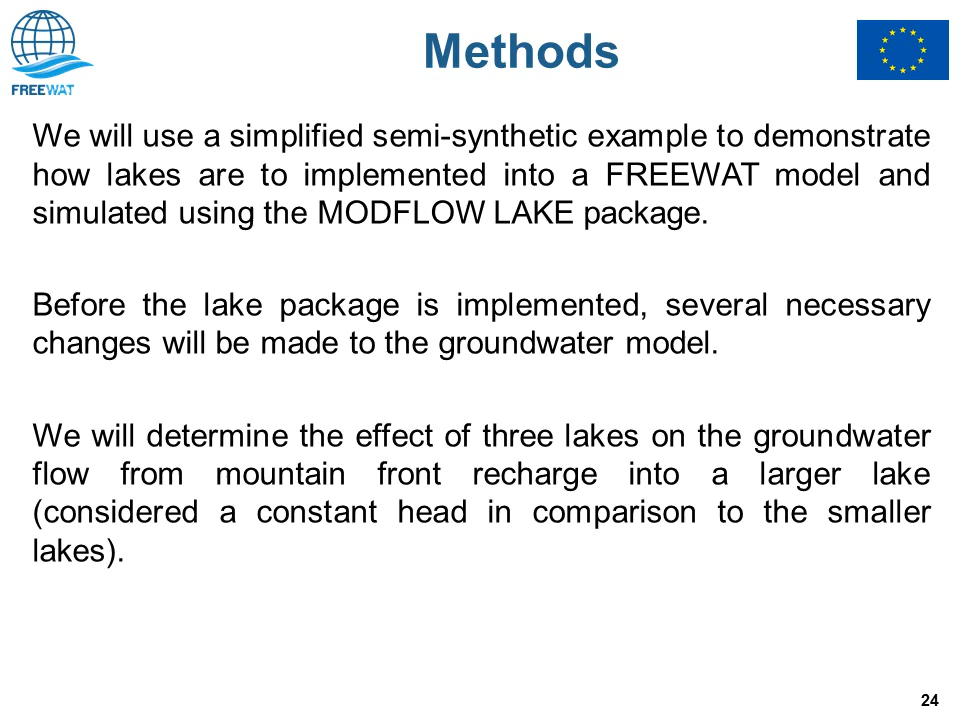 Methods
FREEWAT
We will use a simplified semi-synthetic example to demonstrate
how lakes are to implemented into a FREEWAT model and
simulated using the MODFLOW LAKE package.
Before the lake package is implemented, several necessary
changes will be made to the groundwater model.
We will determine the effect of three lakes on the groundwater
flow from mountain front recharge into a larger lake
(considered a constant head in comparison to the smaller
lakes).
24